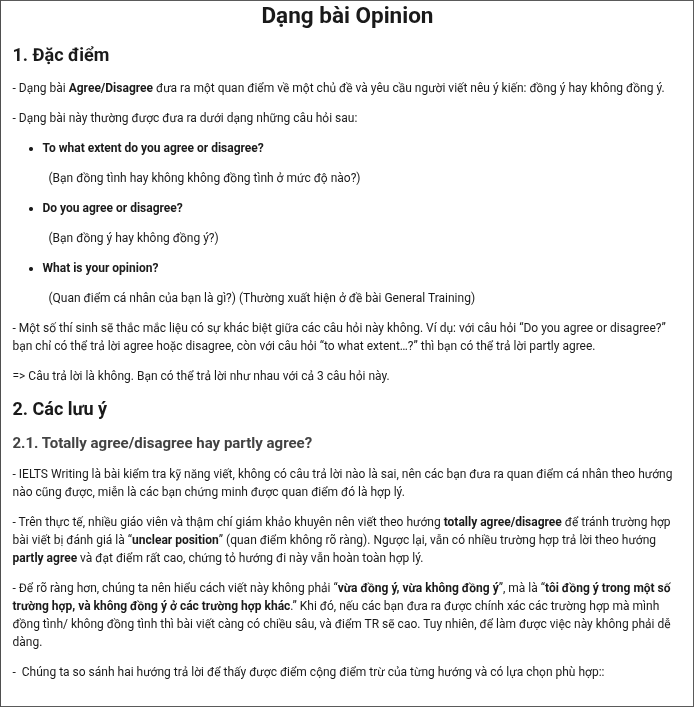 Dạng bài Opinion
1. Đặc điểm
- Dạng bài Agree/Disagree đưa ra một quan điểm về một chủ đề và yêu cầu người viết nêu ý kiến: đồng ý hay không đồng ý.
- Dạng bài này thường được đưa ra dưới dạng những câu hỏi sau:
• To what extent do you agree or disagree?
(Bạn đồng tình hay không không đồng tình ở mức độ nào?)
• Do you agree or disagree?
(Bạn đồng ý hay không đồng ý?)
• What is your opinion?
(Quan điểm cá nhân của bạn là gì?) (Thường xuất hiện ở đề bài General Training)
- Một số thí sinh sẽ thắc mắc liệu có sự khác biệt giữa các câu hỏi này không. Ví dụ: với câu hỏi “Do you agree or disagree?”
bạn chỉ có thể trả lời agree hoặc disagree, còn với câu hỏi “to what extent…?” thì bạn có thể trả lời partly agree.
=> Câu trả lời là không. Bạn có thể trả lời như nhau với cả 3 câu hỏi này.
2. Các lưu ý
2.1. Totally agree/disagree hay partly agree?
- IELTS Writing là bài kiểm tra kỹ năng viết, không có câu trả lời nào là sai, nên các bạn đưa ra quan điểm cá nhân theo hướng
nào cũng được, miễn là các bạn chứng minh được quan điểm đó là hợp lý.
- Trên thực tế, nhiều giáo viên và thậm chí giám khảo khuyên nên viết theo hướng totally agree/disagree để tránh trường hợp
bài viết bị đánh giá là “unclear position” (quan điểm không rõ ràng). Ngược lại, vẫn có nhiều trường hợp trả lời theo hướng
partly agree và đạt điểm rất cao, chứng tỏ hướng đi này vẫn hoàn toàn hợp lý.
- Để rõ ràng hơn, chúng ta nên hiểu cách viết này không phải “vừa đồng ý, vừa không đồng ý”, mà là “tôi đồng ý trong một số
trường hợp, và không đồng ý ở các trường hợp khác.” Khi đó, nếu các bạn đưa ra được chính xác các trường hợp mà mình
đồng tình/ không đồng tình thì bài viết càng có chiều sâu, và điểm TR sẽ cao. Tuy nhiên, để làm được việc này không phải dễ
dàng.
- Chúng ta so sánh hai hướng trả lời để thấy được điểm cộng điểm trừ của từng hướng và có lựa chọn phù hợp::